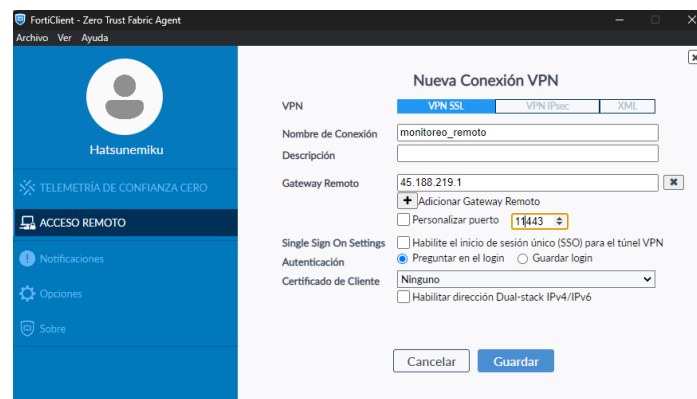 FortiClient - Zero Trust Fabric Agent
Archivo Ver Ayuda
Hatsunemiku
TELEMETRÍA DE CONFIANZA CERO
ACCESO REMOTO
Notificaciones
Opciones
Sobre
Nueva Conexión VPN
VPN VPN SSL VPN IPsec XML
Nombre de Conexión monitoreo_remoto
Descripción
Gateway Remoto 45.188.219.1
Adicionar Gateway Remoto
Personalizar puerto 11443
Single Sign On Settings Habilite el inicio de sesión único (SSO) para el túnel VPN
Autenticación Preguntar en el login Guardar login
Certificado de Cliente Ninguno
Habilitar dirección Dual-stack IPv4/IPv6
Cancelar Guardar